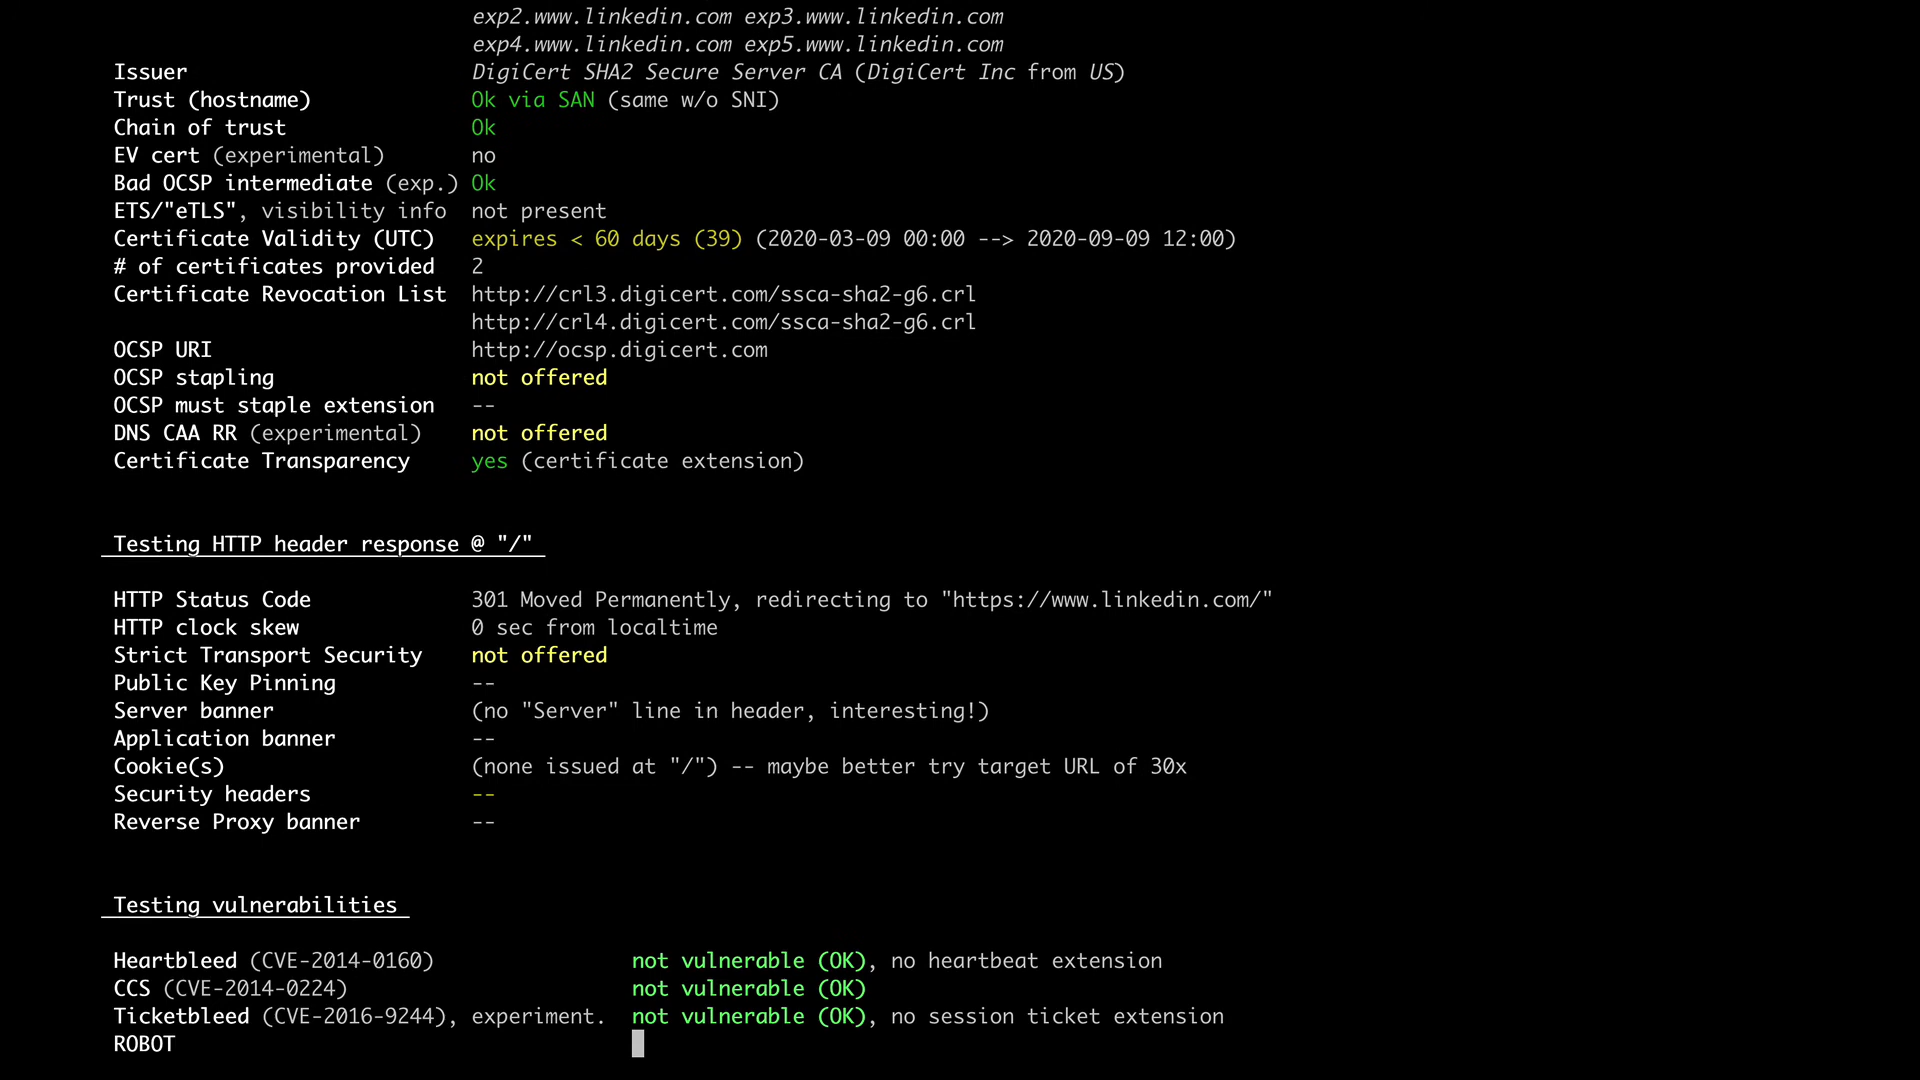 exp2.www.linkedin.com exp3.www.linkedin.com
exp4.www.linkedin.com exp5.www.linkedin.com
Issuer DigiCert SHA2 Secure Server CA (DigiCert Inc from US)
Trust (hostname) Ok via SAN (same w/o SNI)
Chain of trust Ok
EV cert (experimental) no
Bad OCSP intermediate (exp.) Ok
ETS/"eTLS", visibility info not present
Certificate Validity (UTC) expires < 60 days (39) (2020-03-09 00:00 --> 2020-09-09 12:00)
# of certificates provided 2
Certificate Revocation List http://crl3.digicert.com/ssca-sha2-g6.crl
http://crl4.digicert.com/ssca-sha2-g6.crl
OCSP URI http://ocsp.digicert.com
OCSP stapling not offered
OCSP must staple extension --
DNS CAA RR (experimental) not offered
Certificate Transparency yes (certificate extension)
Testing HTTP header response @ "/"
HTTP Status Code 301 Moved Permanently, redirecting to "https://www.linkedin.com/"
HTTP clock skew 0 sec from localtime
Strict Transport Security not offered
Public Key Pinning --
Server banner (no "Server" line in header, interesting!)
Application banner --
Cookie(s) (none issued at "/") -- maybe better try target URL of 30x
Security headers --
Reverse Proxy banner --
Testing vulnerabilities
Heartbleed (CVE-2014-0160) not vulnerable (OK), no heartbeat extension
CCS (CVE-2014-0224) not vulnerable (OK)
Ticketbleed (CVE-2016-9244), experiment. not vulnerable (OK), no session ticket extension
ROBOT